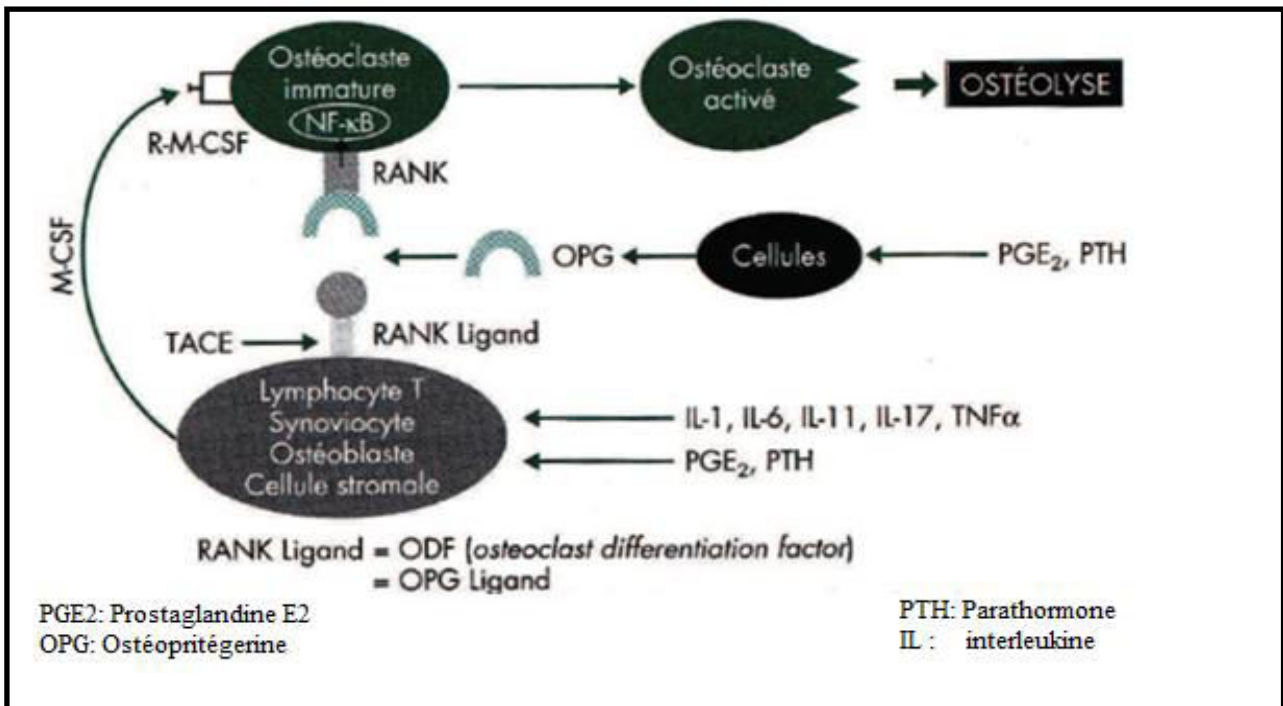 Ostéoclaste
immature
NF-κB
Ostéoclaste
activé
OSTÉOLYSE
R-M-CSF
RANK
M-CSF
OPG
Cellules
PGE₂, PTH
TACE
RANK Ligand
Lymphocyte T
Synoviocyte
Ostéoblaste
Cellule stromale
IL-1, IL-6, IL-11, IL-17, TNFα
PGE₂, PTH
RANK Ligand = ODF (osteoclast differentiation factor)
= OPG Ligand
PGE2: Prostaglandine E2
OPG: Ostéopritégerine
PTH: Parathormone
IL : interleukine